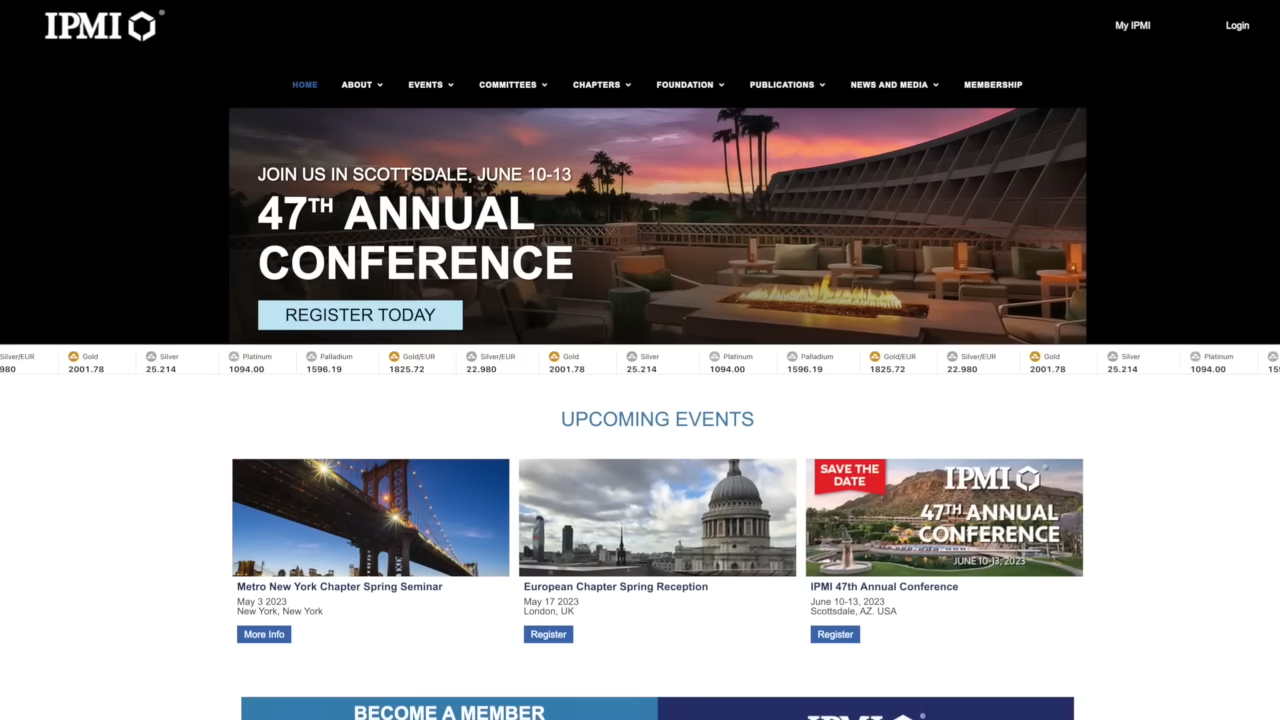 IPMI
My IPMI
Login
HOME
ABOUT
EVENTS
COMMITTEES
CHAPTERS
FOUNDATION
PUBLICATIONS
NEWS AND MEDIA
MEMBERSHIP
JOIN US IN SCOTTSDALE, JUNE 10-13
47TH ANNUAL
CONFERENCE
REGISTER TODAY
Silver/EUR Gold Silver Platinum Palladium Gold/EUR Silver/EUR Gold Silver Platinum Palladium Gold/EUR Silver/EUR Gold Silver Platinum
980 2001.78 25.214 1094.00 1596.19 1825.72 22.980 2001.78 25.214 1094.00 1596.19 1825.72 22.980 2001.78 25.214 1094.00 15
UPCOMING EVENTS
SAVE THE
DATE
IPMI
47TH ANNUAL
CONFERENCE
JUNE 10-13, 2023
Metro New York Chapter Spring Seminar
May 3 2023
New York, New York
More Info
European Chapter Spring Reception
May 17 2023
London, UK
Register
IPMI 47th Annual Conference
June 10-13, 2023
Scottsdale, AZ. USA
Register
BECOME A MEMBER
IPMI